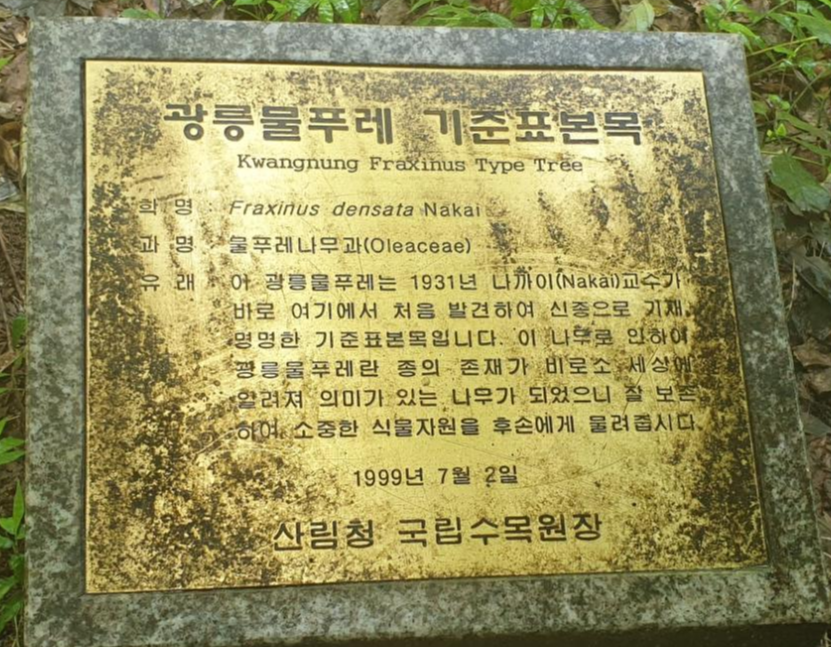 광릉물푸레 기준표본목
Kwangnung Fraxinus Type Tree
학 명 : Fraxinus densata Nakai
과 명 : 물푸레나무과(Oleaceae)
유 래 : 이 광릉물푸레는 1931년 나까이(Nakai)교수가
바로 여기에서 처음 발견하여 신종으로 기재,
명명한 기준표본목입니다. 이 나무로 인하여
광릉물푸레란 종의 존재가 비로소 세상에
알려져 의미가 있는 나무가 되었으니 잘 보존
하여 소중한 식물자원을 후손에게 물려줍시다.
1999년 7월 2일
산림청 국립수목원장